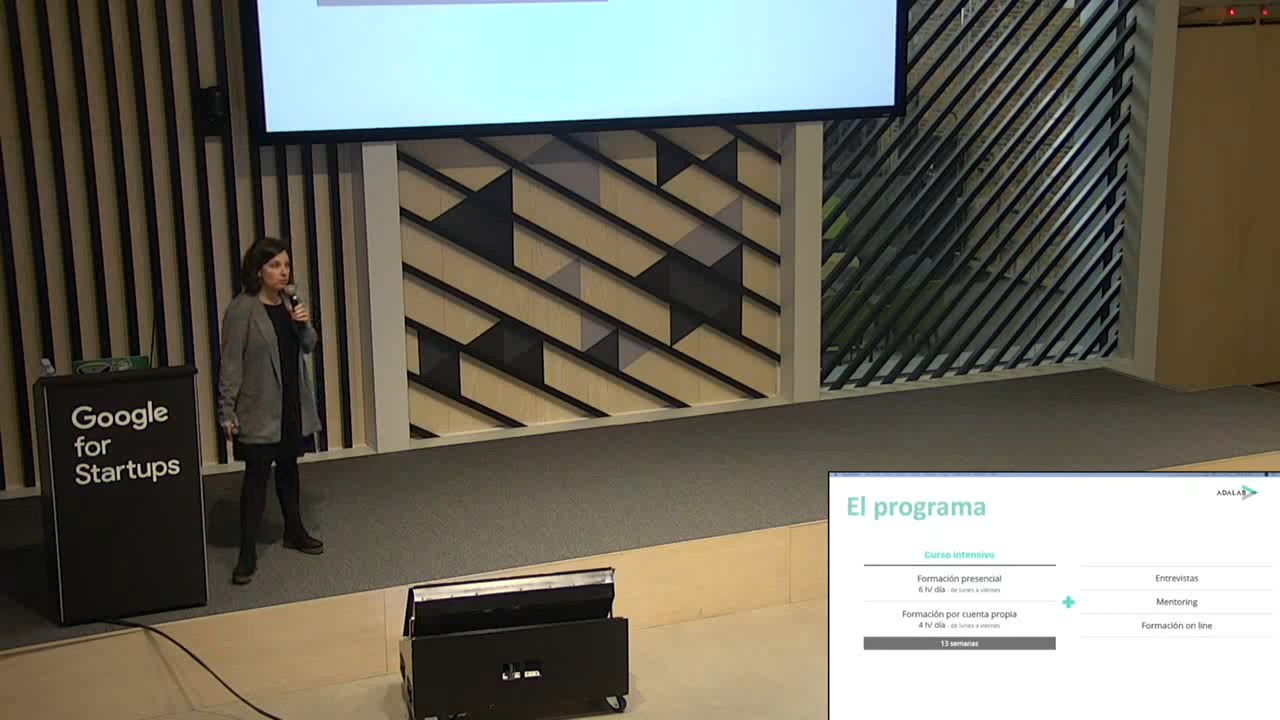 Google
for
Startups
ADALAB
El programa
Curso intensivo
Formación presencial
6 h/ día - de lunes a viernes
Formación por cuenta propia
4 h/ día - de lunes a viernes
13 semanas
Entrevistas
Mentoring
Formación on line